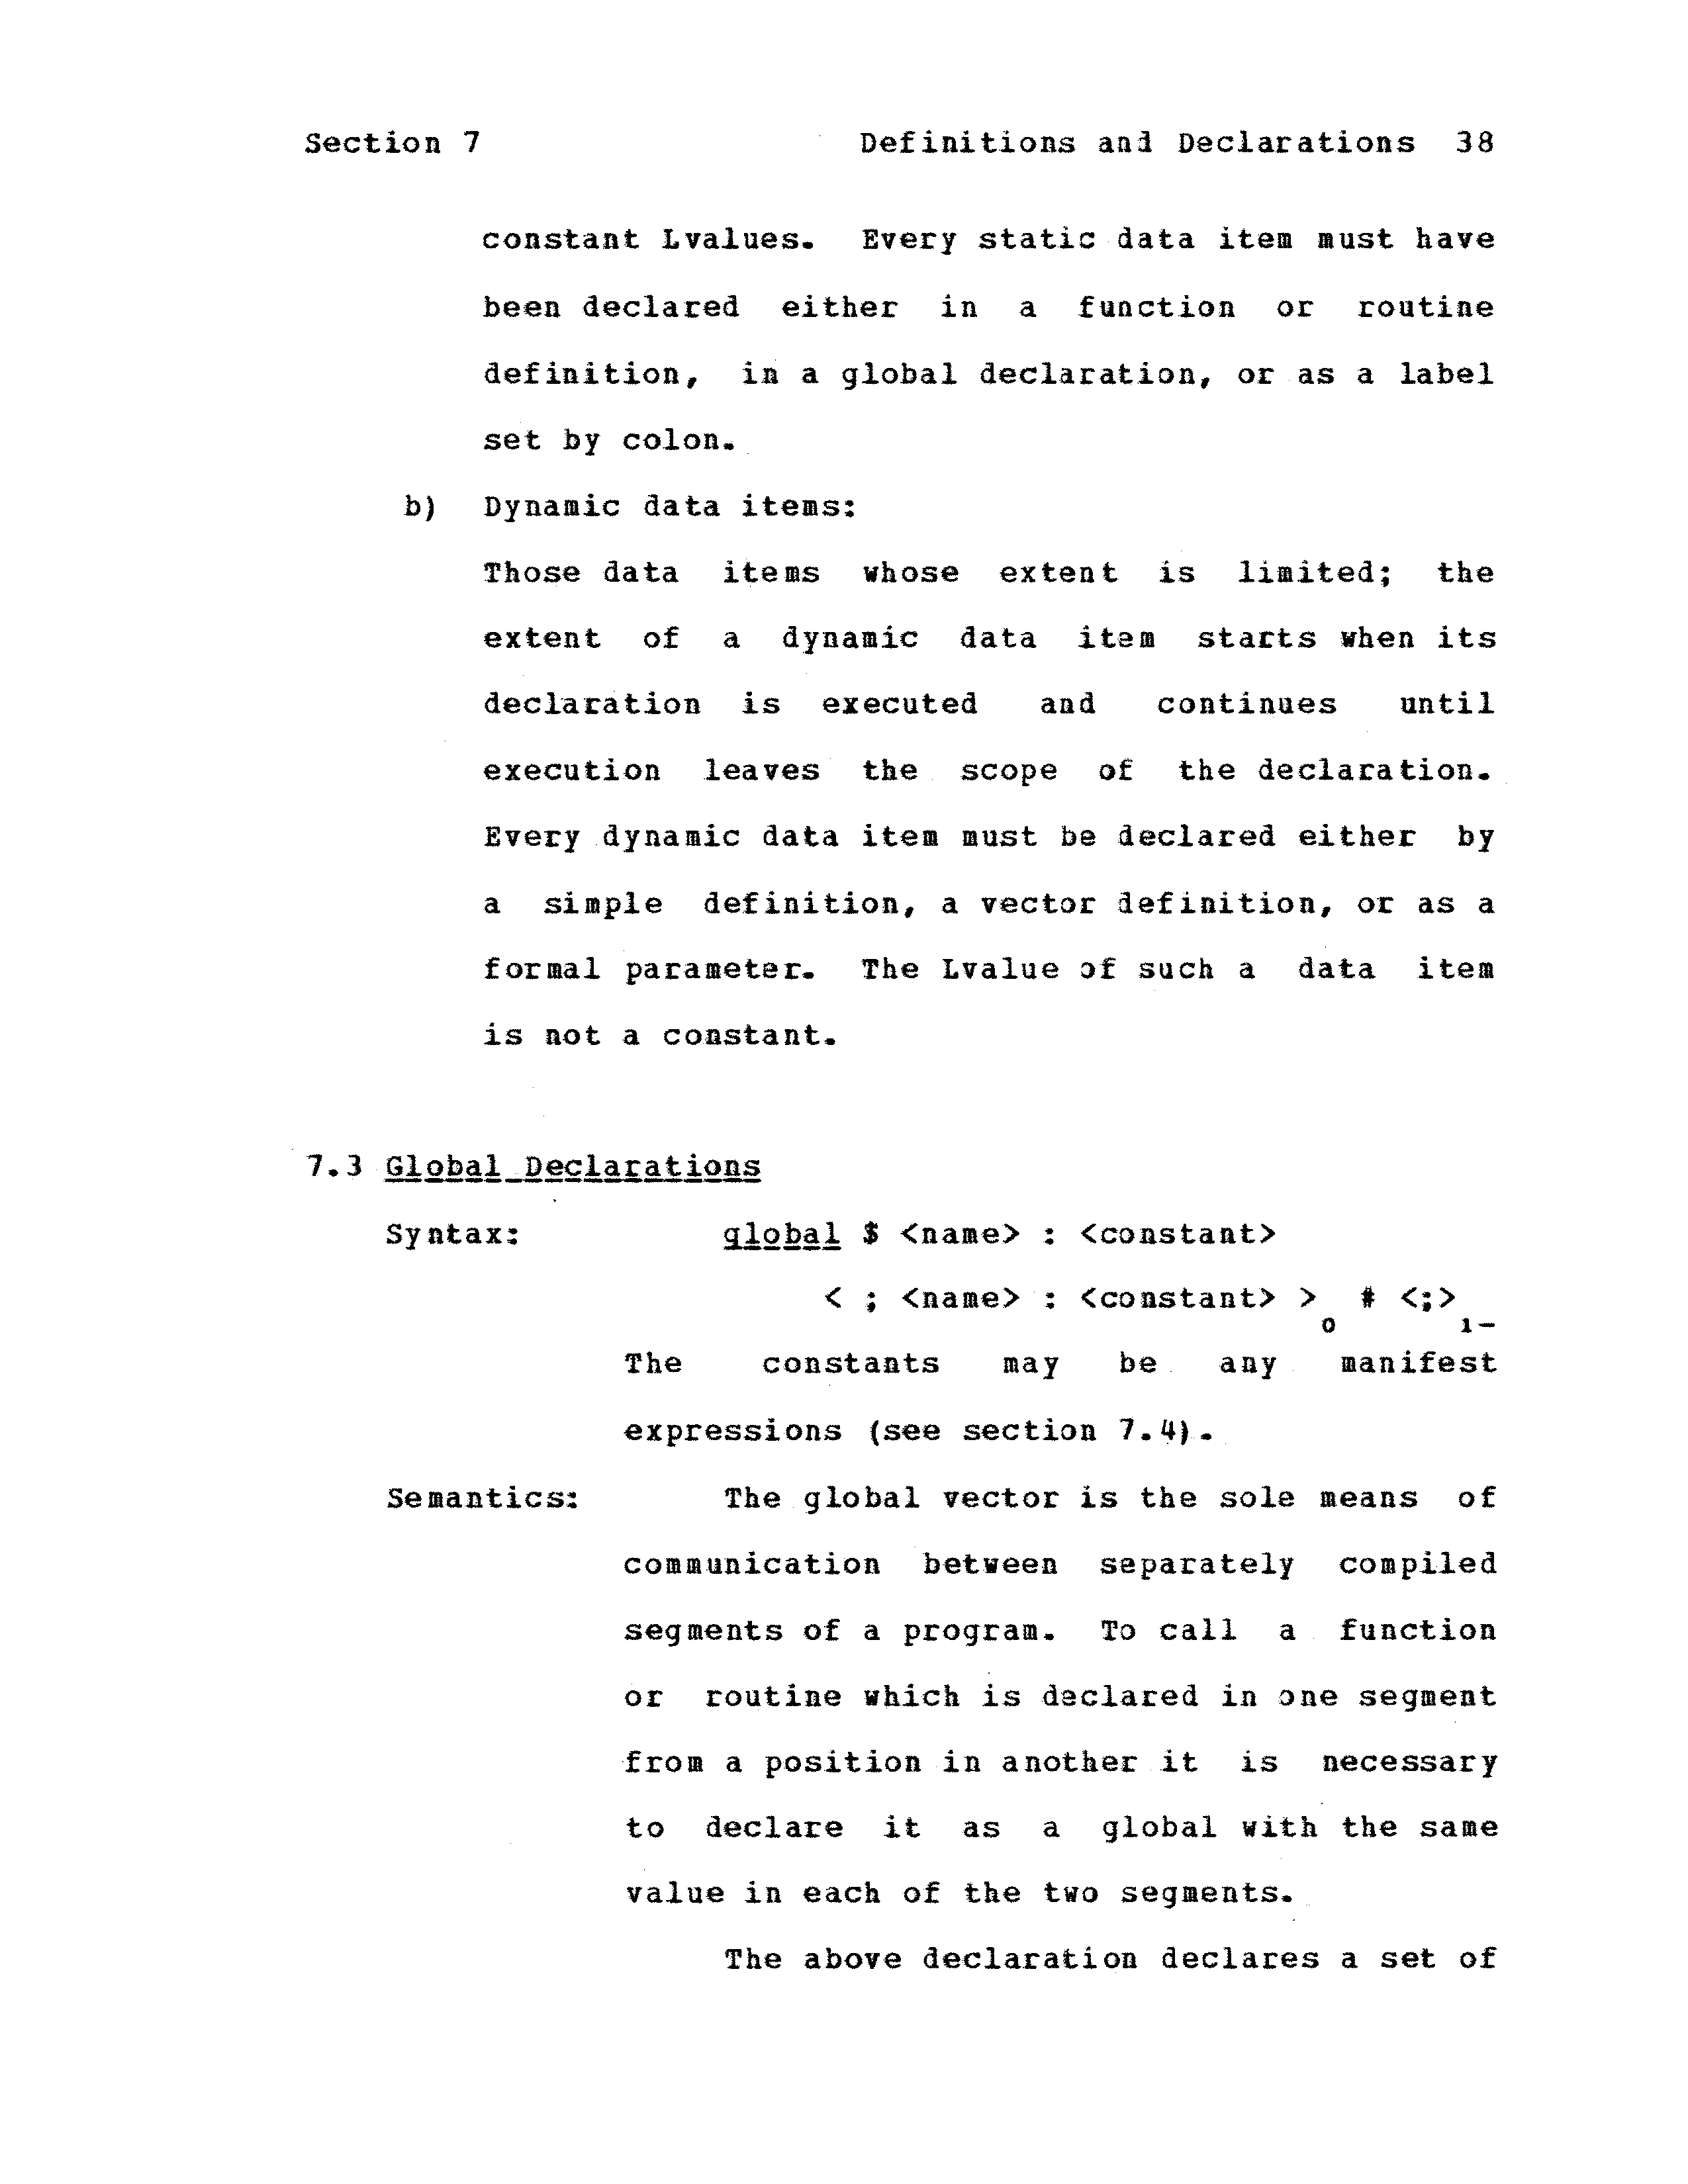 Section 7 Definitions and Declarations 38
constant Lvalues. Every static data item must have
been declared either in a function or routine
definition, in a global declaration, or as a label
set by colon.
b) Dynamic data items:
Those data items whose extent is limited; the
extent of a dynamic data item starts when its
declaration is executed and continues until
execution leaves the scope of the declaration.
Every dynamic data item must be declared either by
a simple definition, a vector definition, or as a
formal parameter. The Lvalue of such a data item
is not a constant.
7.3 Global Declarations
Syntax: global $ <name> : <constant>
< ; <name> : <constant> > # <;>
0 1-
The constants may be any manifest
expressions (see section 7.4).
Semantics: The global vector is the sole means of
communication between separately compiled
segments of a program. To call a function
or routine which is declared in one segment
from a position in another it is necessary
to declare it as a global with the same
value in each of the two segments.
The above declaration declares a set of